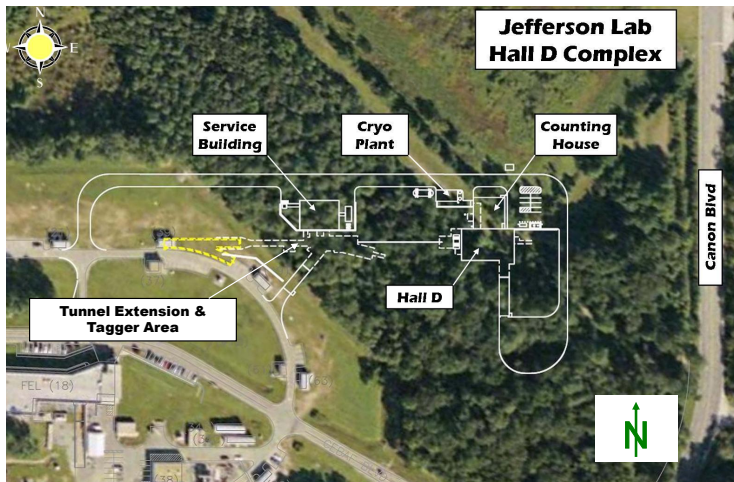 N
W
E
S
Jefferson Lab
Hall D Complex
Service
Building
Cryo
Plant
Counting
House
Canon Blvd
Hall D
Tunnel Extension &
Tagger Area
FEL (18)
(38)
N